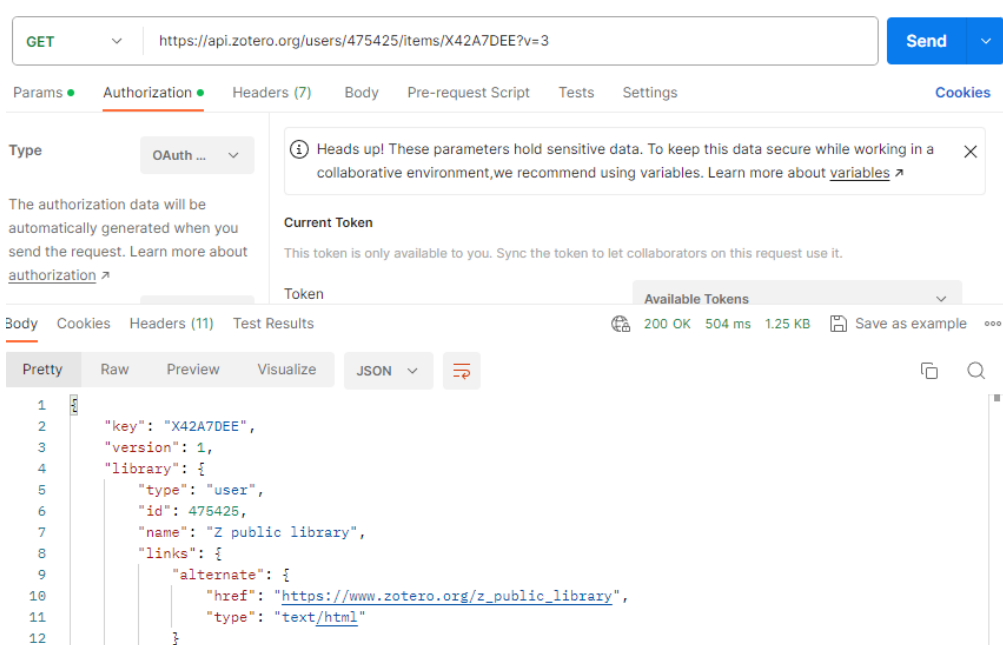 GET https://api.zotero.org/users/475425/items/X42A7DEE?v=3 Send
Params Authorization Headers (7) Body Pre-request Script Tests Settings Cookies
Type OAuth ...
The authorization data will be
automatically generated when you
send the request. Learn more about
authorization ↗
Heads up! These parameters hold sensitive data. To keep this data secure while working in a
collaborative environment,we recommend using variables. Learn more about variables ↗
Current Token
This token is only available to you. Sync the token to let collaborators on this request use it.
Token Available Tokens
Body Cookies Headers (11) Test Results 200 OK 504 ms 1.25 KB Save as example
Pretty Raw Preview Visualize JSON
1 {
2 "key": "X42A7DEE",
3 "version": 1,
4 "library": {
5 "type": "user",
6 "id": 475425,
7 "name": "Z public library",
8 "links": {
9 "alternate": {
10 "href": "https://www.zotero.org/z_public_library",
11 "type": "text/html"
12 }